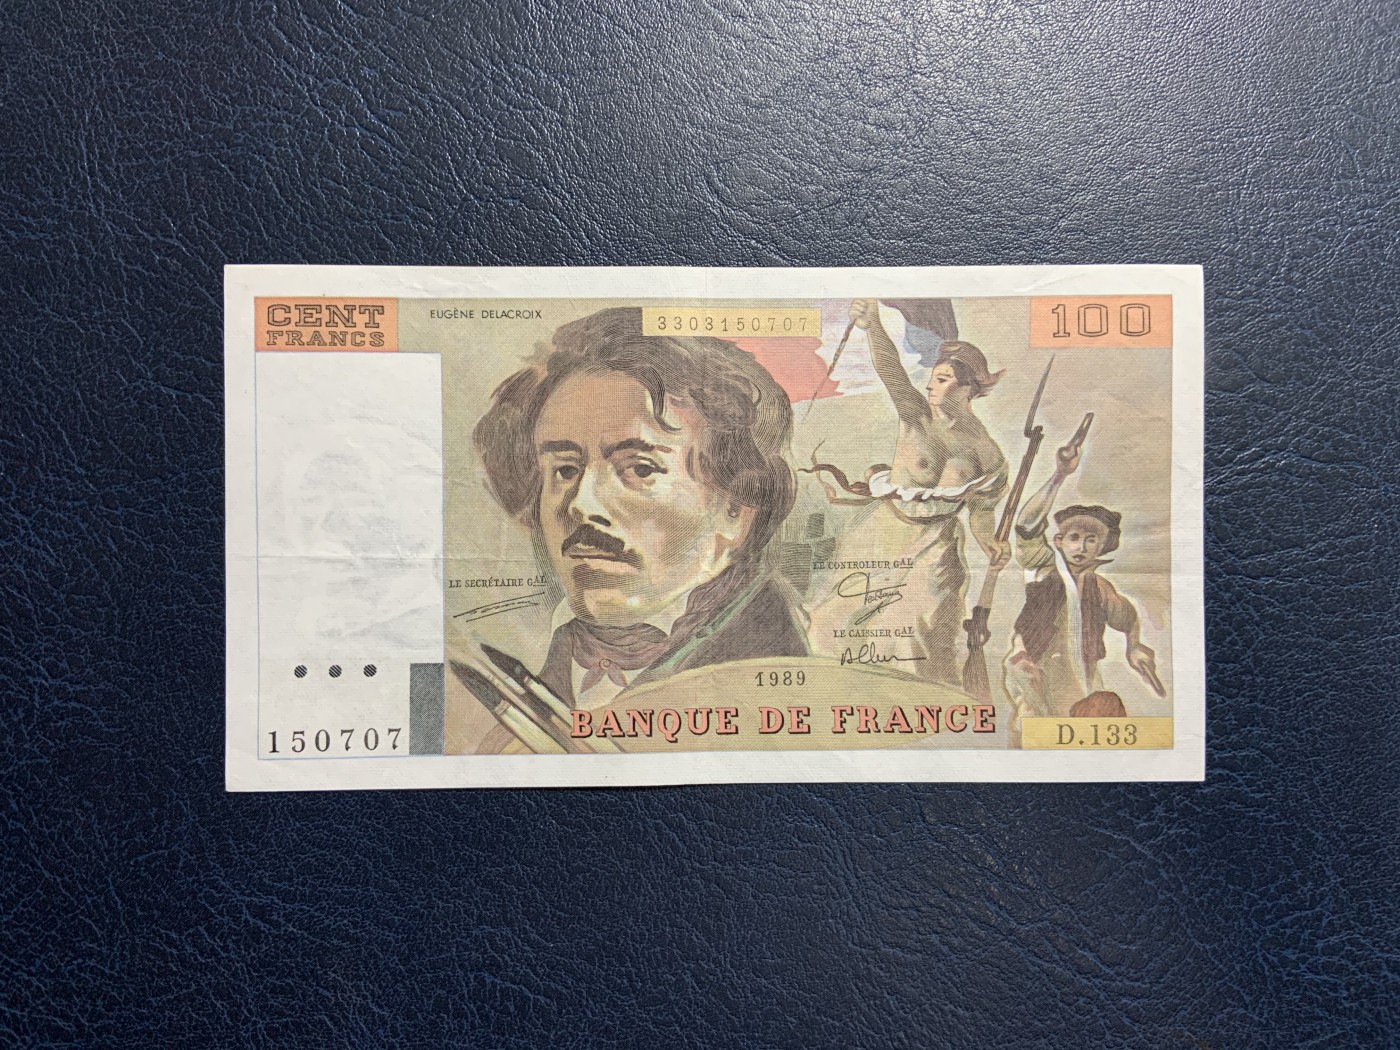 CENT
FRANCS
EUGÈNE DELACROIX
3303150707
100
LE SECRÉTAIRE GAL
LE CONTROLEUR GAL
LE CAISSIER GAL
1989
150707
BANQUE DE FRANCE
D.133